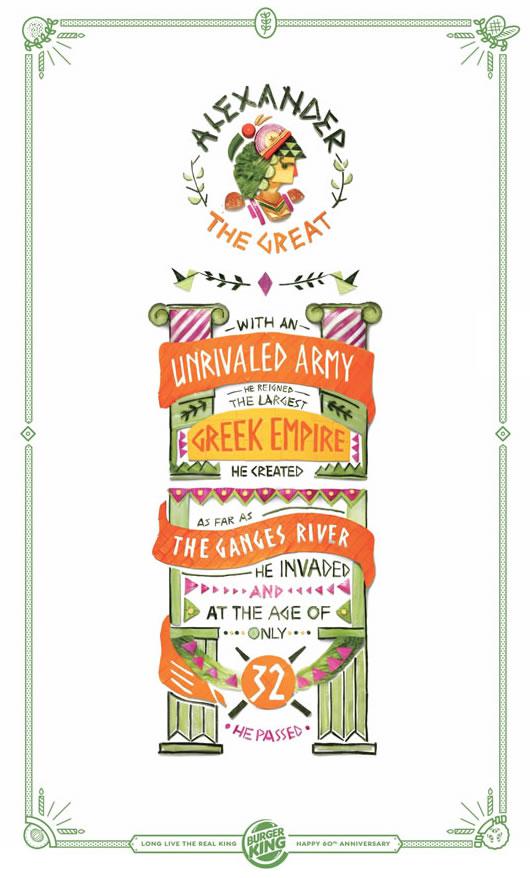 ALEXANDER
THE GREAT
WITH AN
UNRIVALED ARMY
HE REIGNED
THE LARGEST
GREEK EMPIRE
HE CREATED
AS FAR AS
THE GANGES RIVER
HE INVADED
AND
AT THE AGE OF
ONLY
32
HE PASSED
LONG LIVE THE REAL KING
BURGER
KING
HAPPY 60TH ANNIVERSARY